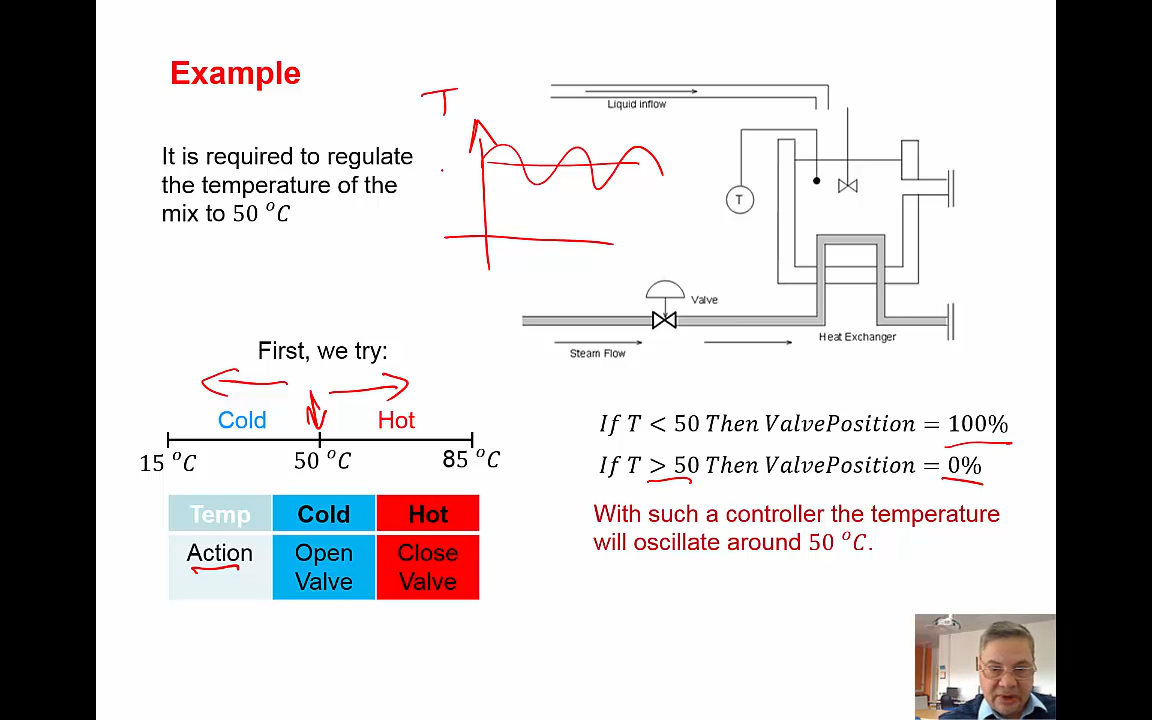 Example
It is required to regulate
the temperature of the
mix to 50 °C
T
Liquid inflow
T
Valve
Heat Exchanger
Steam Flow
First, we try:
Cold
Hot
15 °C
50 °C
85 °C
Temp Cold Hot
Action Open Close
Valve Valve
If T < 50 Then ValvePosition = 100%
If T > 50 Then ValvePosition = 0%
With such a controller the temperature
will oscillate around 50 °C.